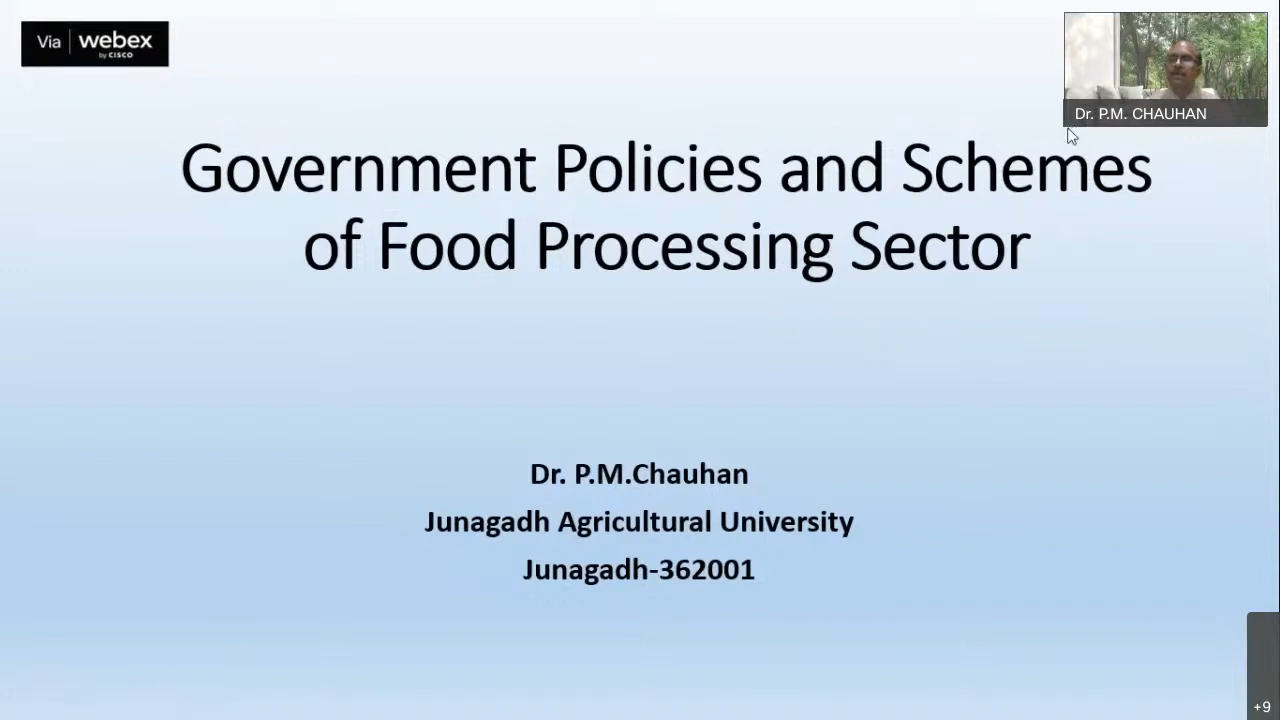 Via webex
by CISCO
Dr. P.M. CHAUHAN
Government Policies and Schemes
of Food Processing Sector
Dr. P.M.Chauhan
Junagadh Agricultural University
Junagadh-362001
+9